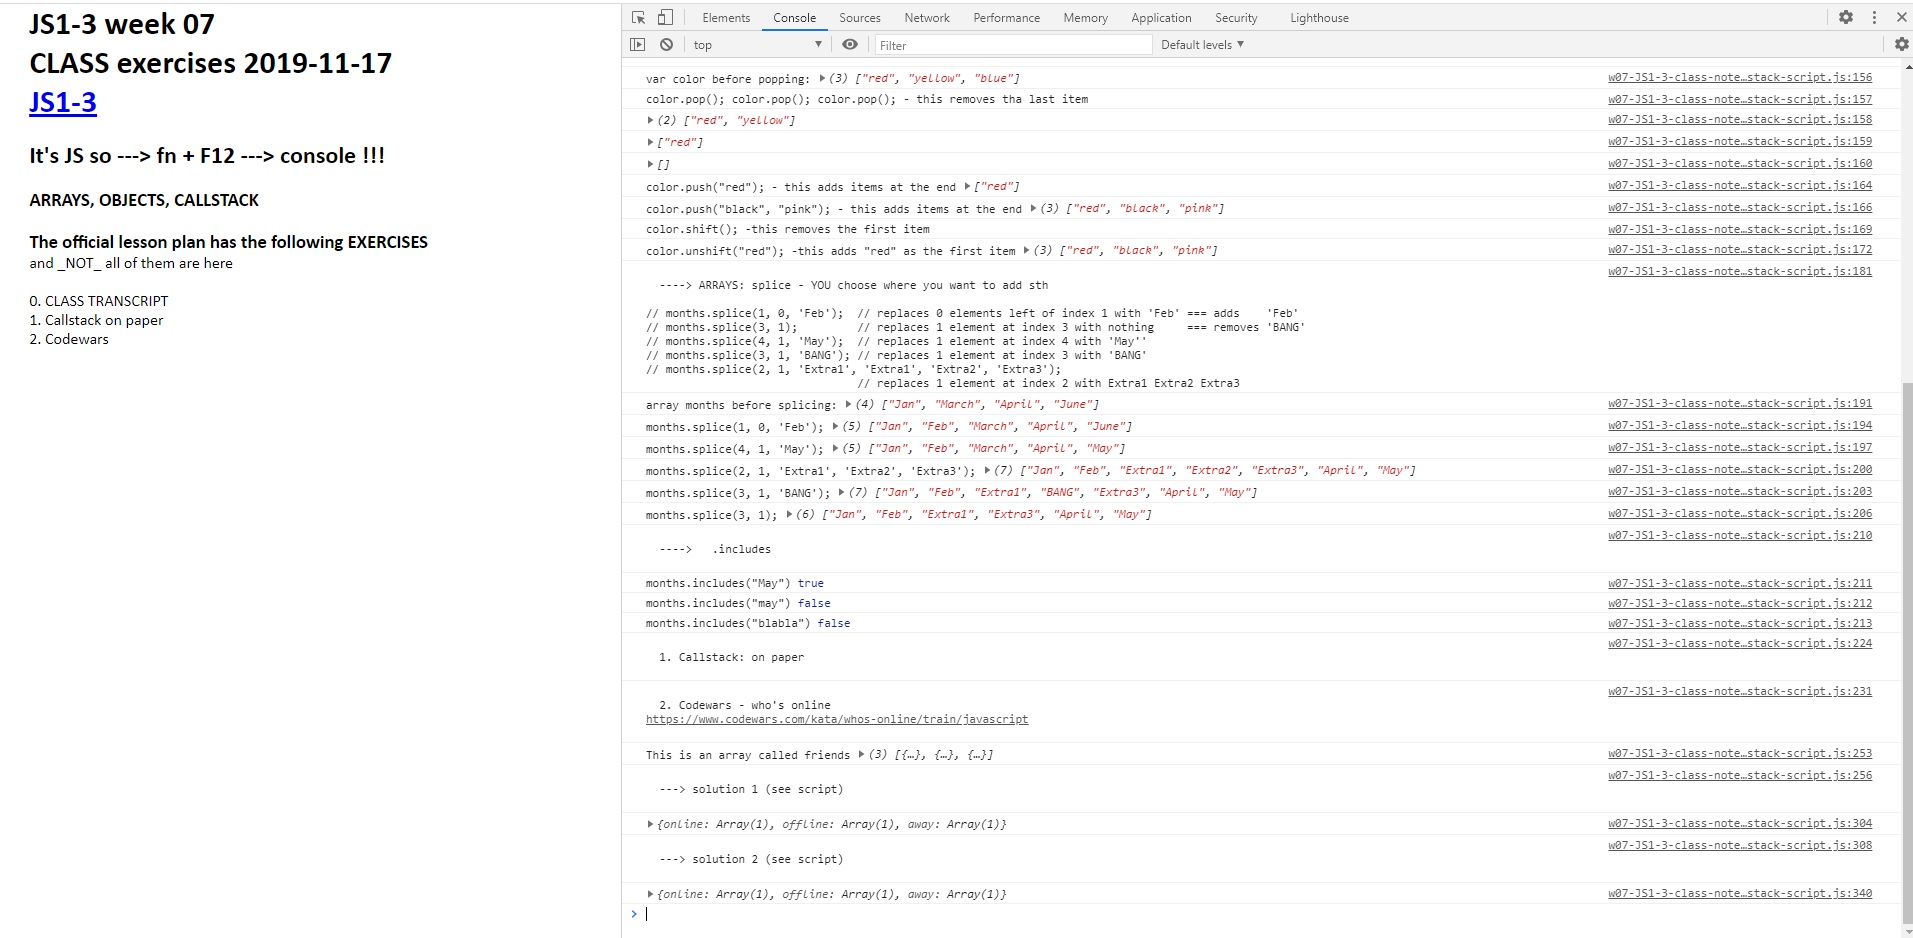 JS1-3 week 07
CLASS exercises 2019-11-17
JS1-3
It's JS so ---> fn + F12 ---> console !!!
ARRAYS, OBJECTS, CALLSTACK
The official lesson plan has the following EXERCISES
and _NOT_ all of them are here
0. CLASS TRANSCRIPT
1. Callstack on paper
2. Codewars
Elements Console Sources Network Performance Memory Application Security Lighthouse
top Filter Default levels
var color before popping: (3) ["red", "yellow", "blue"] w07-JS1-3-class-note…stack-script.js:156
color.pop(); color.pop(); color.pop(); - this removes tha last item w07-JS1-3-class-note…stack-script.js:157
(2) ["red", "yellow"] w07-JS1-3-class-note…stack-script.js:158
["red"] w07-JS1-3-class-note…stack-script.js:159
[] w07-JS1-3-class-note…stack-script.js:160
color.push("red"); - this adds items at the end ["red"] w07-JS1-3-class-note…stack-script.js:164
color.push("black", "pink"); - this adds items at the end (3) ["red", "black", "pink"] w07-JS1-3-class-note…stack-script.js:166
color.shift(); -this removes the first item w07-JS1-3-class-note…stack-script.js:169
color.unshift("red"); -this adds "red" as the first item (3) ["red", "black", "pink"] w07-JS1-3-class-note…stack-script.js:172
w07-JS1-3-class-note…stack-script.js:181
----> ARRAYS: splice - YOU choose where you want to add sth
// months.splice(1, 0, 'Feb'); // replaces 0 elements left of index 1 with 'Feb' === adds 'Feb'
// months.splice(3, 1); // replaces 1 element at index 3 with nothing === removes 'BANG'
// months.splice(4, 1, 'May'); // replaces 1 element at index 4 with 'May''
// months.splice(3, 1, 'BANG'); // replaces 1 element at index 3 with 'BANG'
// months.splice(2, 1, 'Extra1', 'Extra1', 'Extra2', 'Extra3');
// replaces 1 element at index 2 with Extra1 Extra2 Extra3
array months before splicing: (4) ["Jan", "March", "April", "June"] w07-JS1-3-class-note…stack-script.js:191
months.splice(1, 0, 'Feb'); (5) ["Jan", "Feb", "March", "April", "June"] w07-JS1-3-class-note…stack-script.js:194
months.splice(4, 1, 'May'); (5) ["Jan", "Feb", "March", "April", "May"] w07-JS1-3-class-note…stack-script.js:197
months.splice(2, 1, 'Extra1', 'Extra2', 'Extra3'); (7) ["Jan", "Feb", "Extra1", "Extra2", "Extra3", "April", "May"] w07-JS1-3-class-note…stack-script.js:200
months.splice(3, 1, 'BANG'); (7) ["Jan", "Feb", "Extra1", "BANG", "Extra3", "April", "May"] w07-JS1-3-class-note…stack-script.js:203
months.splice(3, 1); (6) ["Jan", "Feb", "Extra1", "Extra3", "April", "May"] w07-JS1-3-class-note…stack-script.js:206
w07-JS1-3-class-note…stack-script.js:210
----> .includes
months.includes("May") true w07-JS1-3-class-note…stack-script.js:211
months.includes("may") false w07-JS1-3-class-note…stack-script.js:212
months.includes("blabla") false w07-JS1-3-class-note…stack-script.js:213
w07-JS1-3-class-note…stack-script.js:224
1. Callstack: on paper
w07-JS1-3-class-note…stack-script.js:231
2. Codewars - who's online
https://www.codewars.com/kata/whos-online/train/javascript
This is an array called friends (3) [{…}, {…}, {…}] w07-JS1-3-class-note…stack-script.js:253
w07-JS1-3-class-note…stack-script.js:256
---> solution 1 (see script)
{online: Array(1), offline: Array(1), away: Array(1)} w07-JS1-3-class-note…stack-script.js:304
w07-JS1-3-class-note…stack-script.js:308
---> solution 2 (see script)
{online: Array(1), offline: Array(1), away: Array(1)} w07-JS1-3-class-note…stack-script.js:340